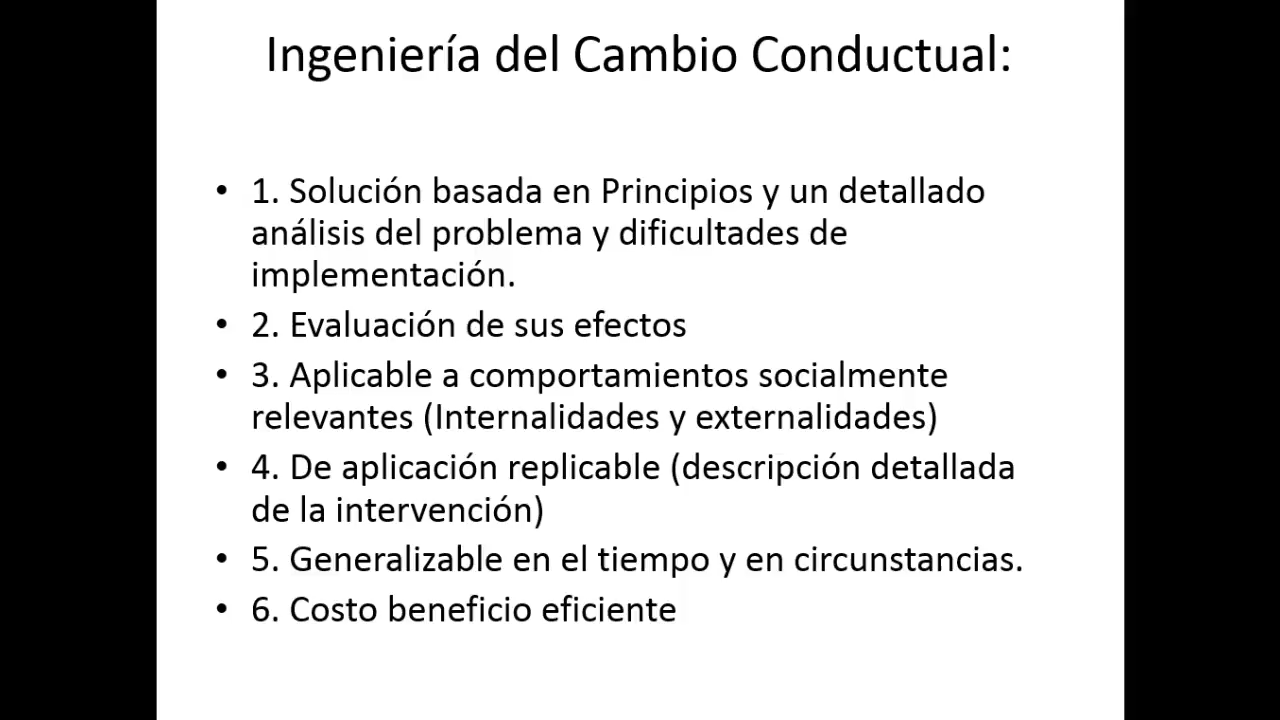 Ingeniería del Cambio Conductual:
• 1. Solución basada en Principios y un detallado
análisis del problema y dificultades de
implementación.
• 2. Evaluación de sus efectos
• 3. Aplicable a comportamientos socialmente
relevantes (Internalidades y externalidades)
• 4. De aplicación replicable (descripción detallada
de la intervención)
• 5. Generalizable en el tiempo y en circunstancias.
• 6. Costo beneficio eficiente